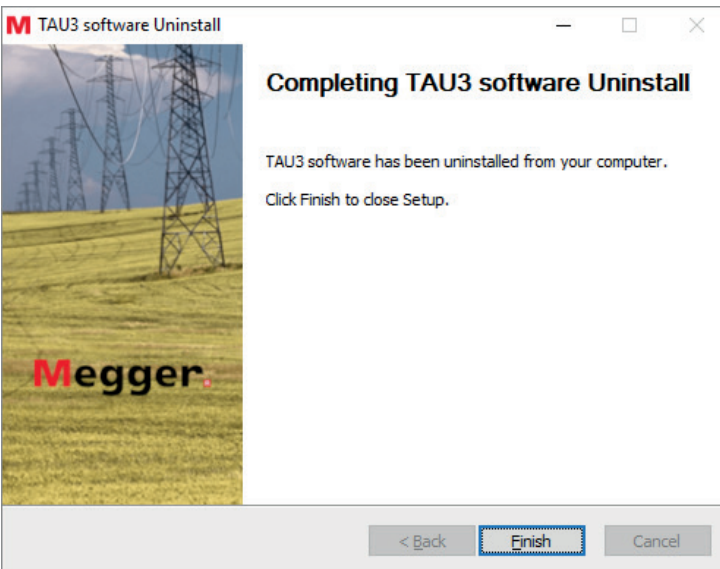 M TAU3 software Uninstall
Completing TAU3 software Uninstall
TAU3 software has been uninstalled from your computer.
Click Finish to close Setup.
Megger.
< Back
Finish
Cancel